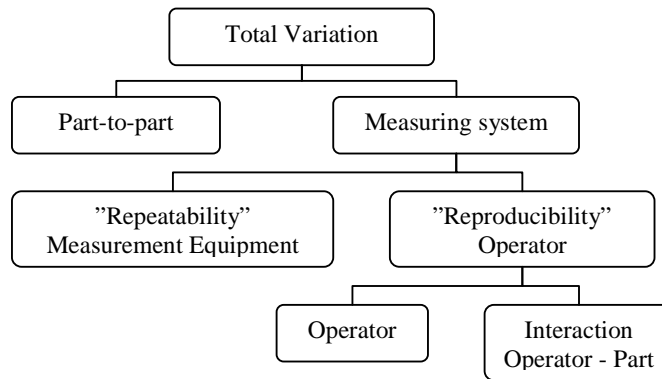 Total Variation
Part-to-part
Measuring system
”Repeatability”
Measurement Equipment
”Reproducibility”
Operator
Operator
Interaction
Operator - Part